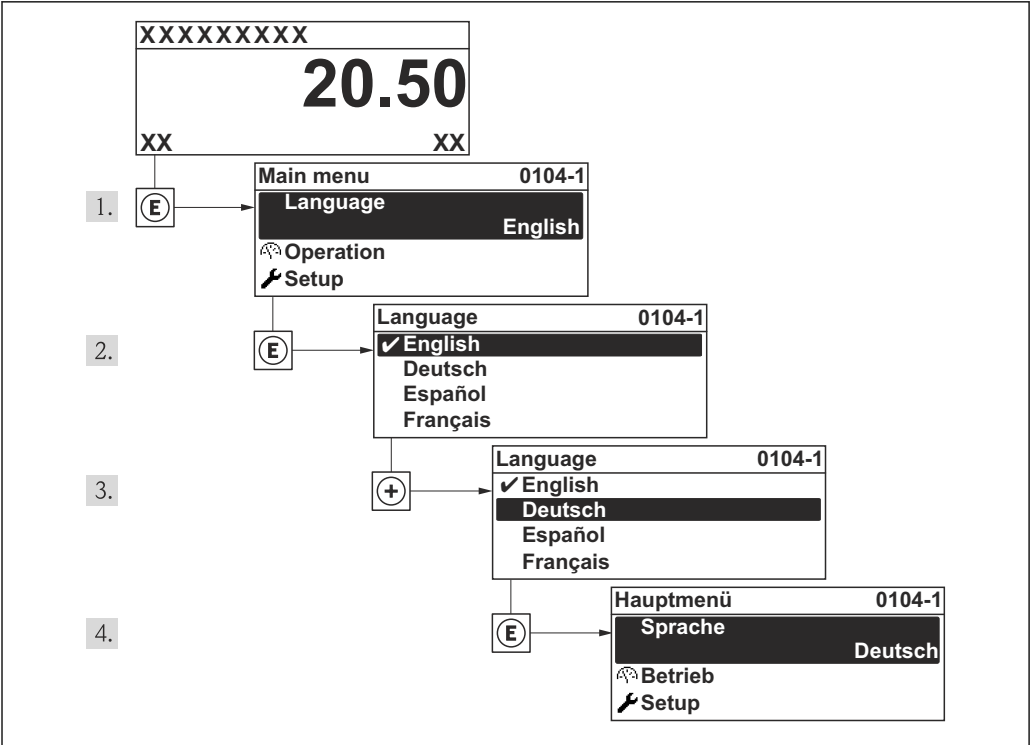 XXXXXXXXX
20.50
XX XX
1. E
Main menu 0104-1
Language
English
Operation
Setup
2. E
Language 0104-1
✔English
Deutsch
Español
Français
3. +
Language 0104-1
✔English
Deutsch
Español
Français
4. E
Hauptmenü 0104-1
Sprache
Deutsch
Betrieb
Setup